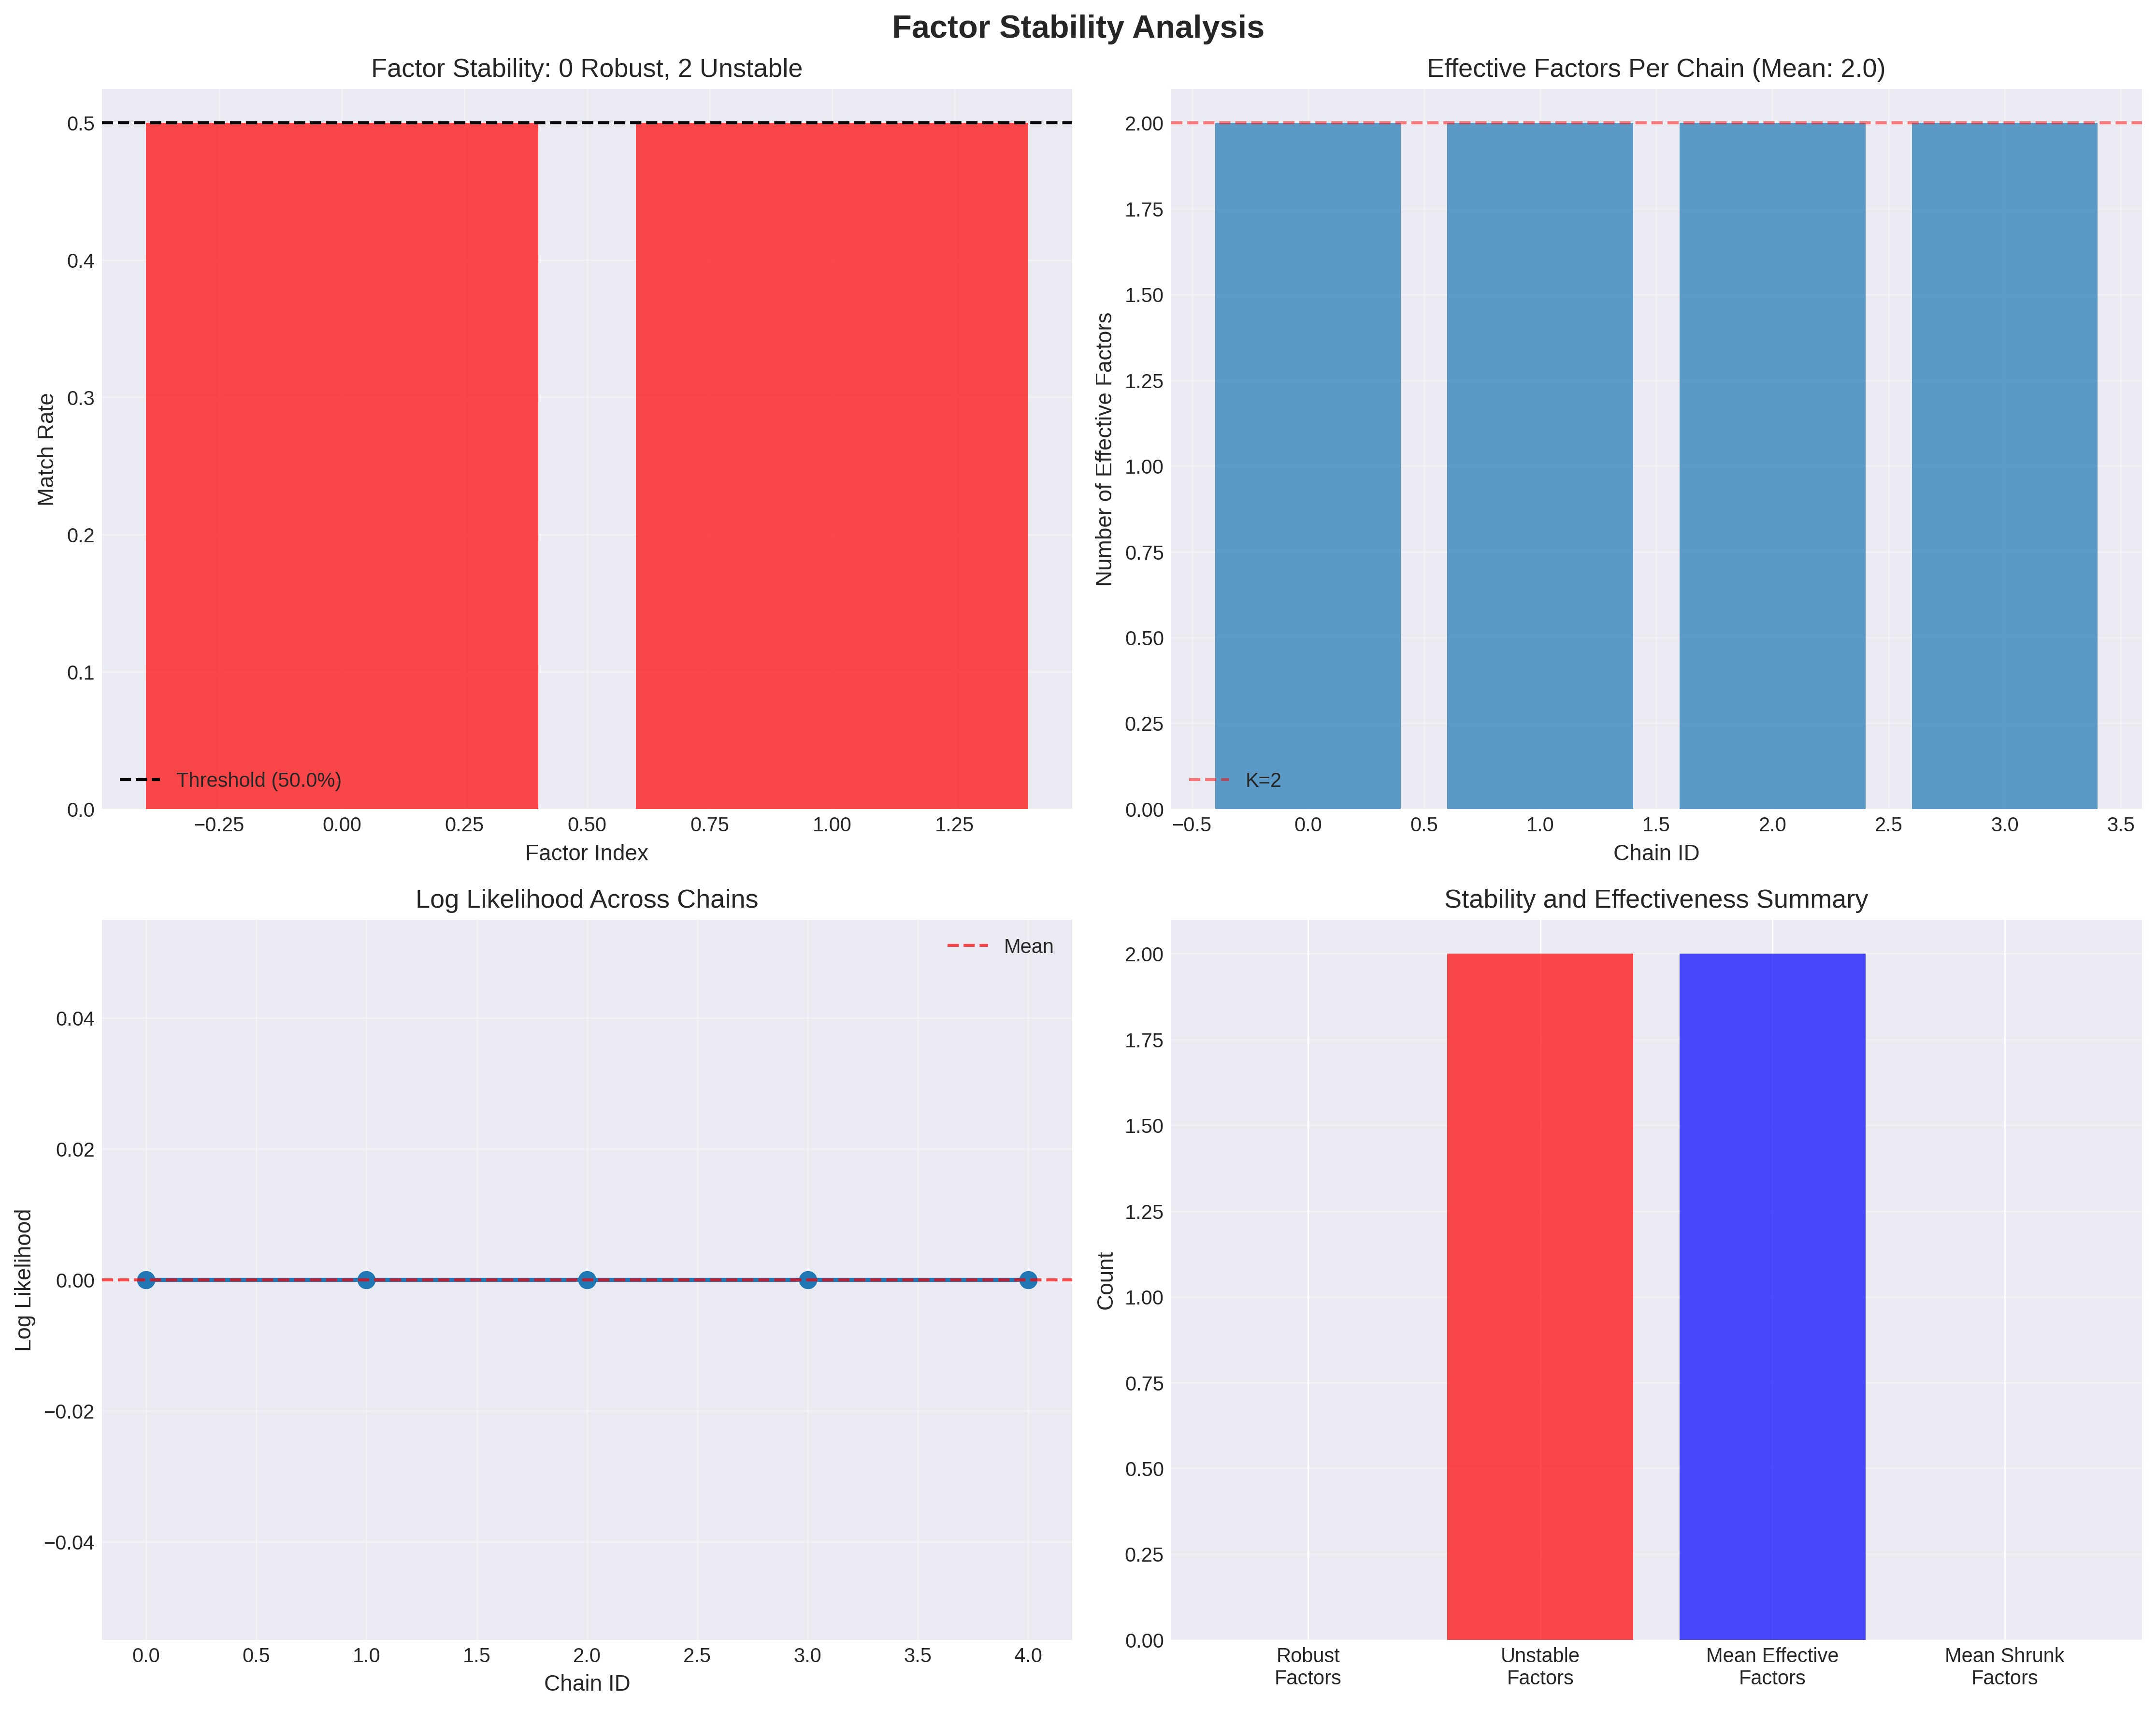 Factor Stability Analysis
Factor Stability: 0 Robust, 2 Unstable
0.5
0.4
0.3
0.2
0.1
0.0
Match Rate
Threshold (50.0%)
−0.25 0.00 0.25 0.50 0.75 1.00 1.25
Factor Index
Effective Factors Per Chain (Mean: 2.0)
2.00
1.75
1.50
1.25
1.00
0.75
0.50
0.25
0.00
Number of Effective Factors
K=2
−0.5 0.0 0.5 1.0 1.5 2.0 2.5 3.0 3.5
Chain ID
Log Likelihood Across Chains
Mean
0.04
0.02
0.00
−0.02
−0.04
Log Likelihood
0.0 0.5 1.0 1.5 2.0 2.5 3.0 3.5 4.0
Chain ID
Stability and Effectiveness Summary
2.00
1.75
1.50
1.25
1.00
0.75
0.50
0.25
0.00
Count
Robust
Factors
Unstable
Factors
Mean Effective
Factors
Mean Shrunk
Factors